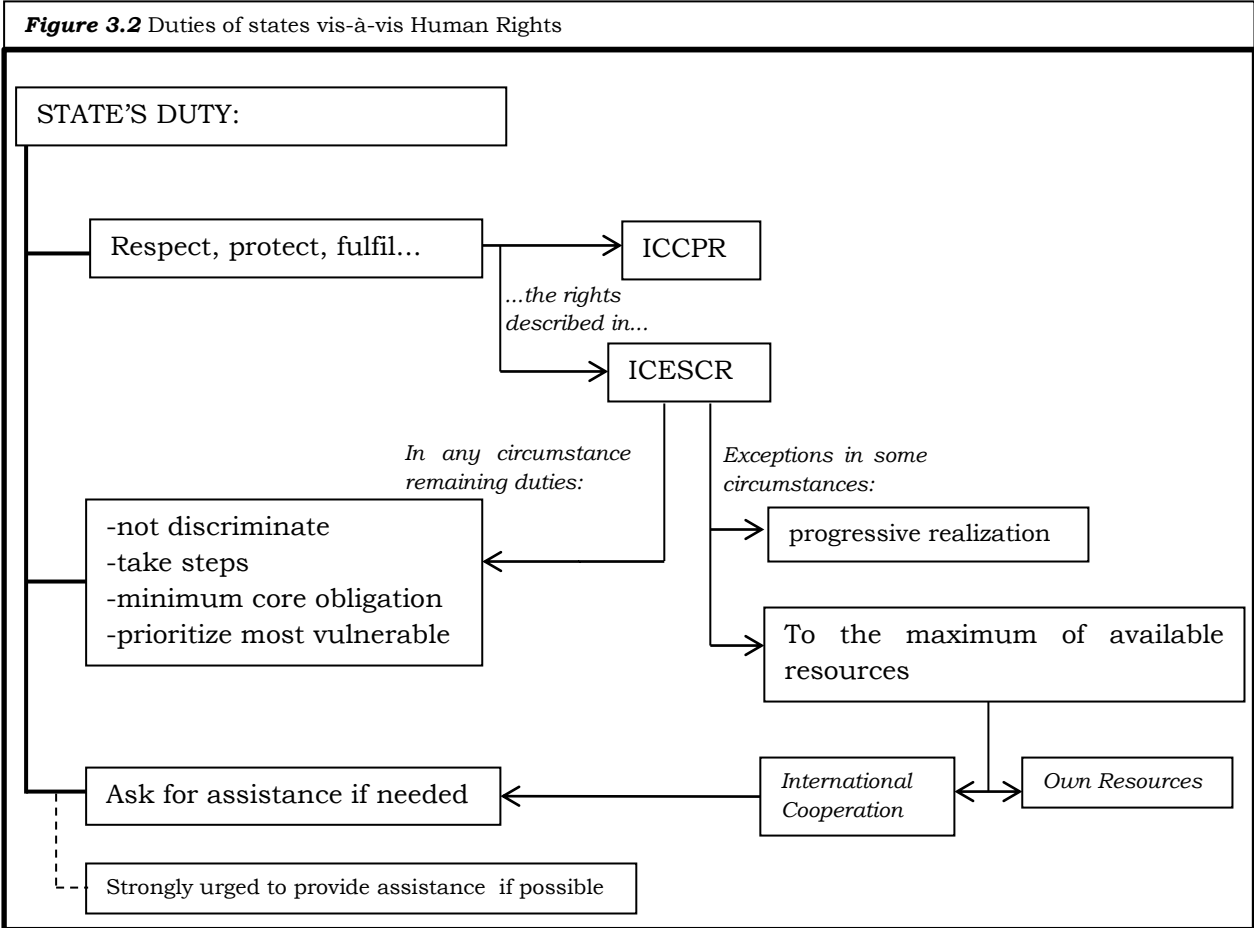 Figure 3.2 Duties of states vis-à-vis Human Rights
STATE’S DUTY:
Respect, protect, fulfil…
ICCPR
…the rights
described in…
ICESCR
In any circumstance
remaining duties:
Exceptions in some
circumstances:
-not discriminate
-take steps
-minimum core obligation
-prioritize most vulnerable
progressive realization
To the maximum of available
resources
Ask for assistance if needed
International
Cooperation
Own Resources
Strongly urged to provide assistance if possible